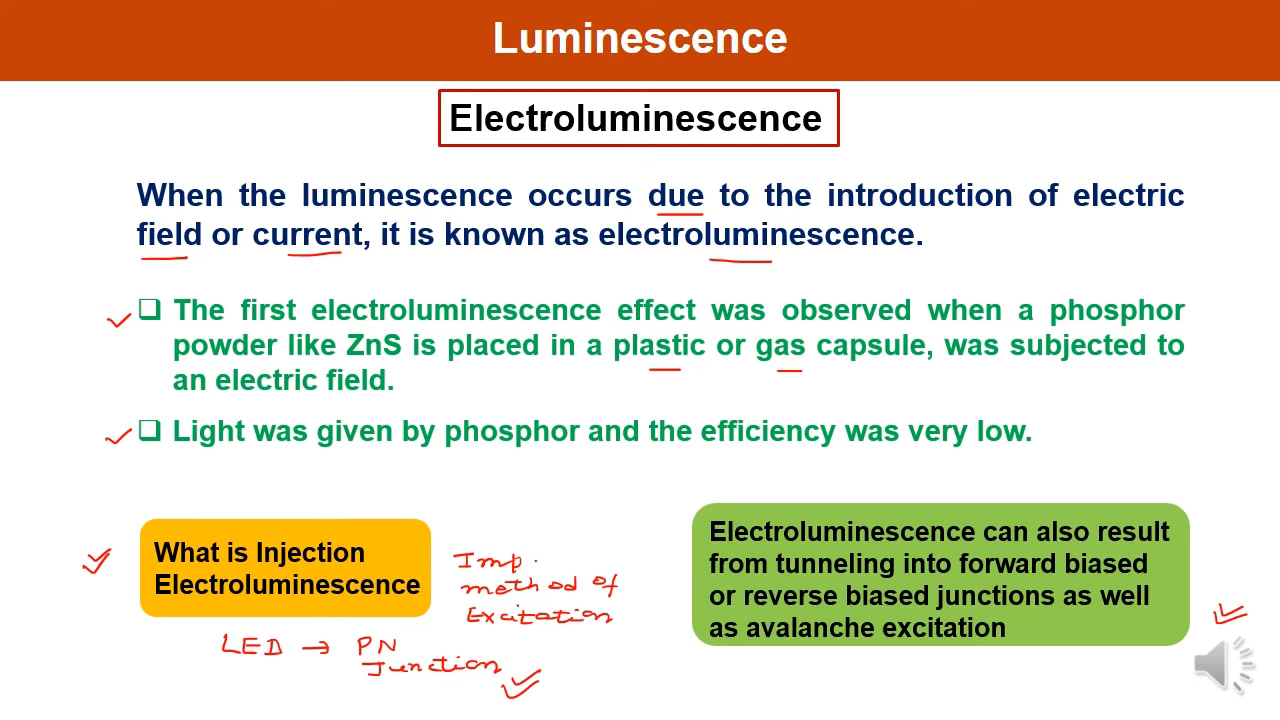 Luminescence
Electroluminescence
When the luminescence occurs due to the introduction of electric
field or current, it is known as electroluminescence.
❑ The first electroluminescence effect was observed when a phosphor
powder like ZnS is placed in a plastic or gas capsule, was subjected to
an electric field.
❑ Light was given by phosphor and the efficiency was very low.
What is Injection
Electroluminescence
Imp.
method of
Excitation
LED → PN
Junction
Electroluminescence can also result
from tunneling into forward biased
or reverse biased junctions as well
as avalanche excitation